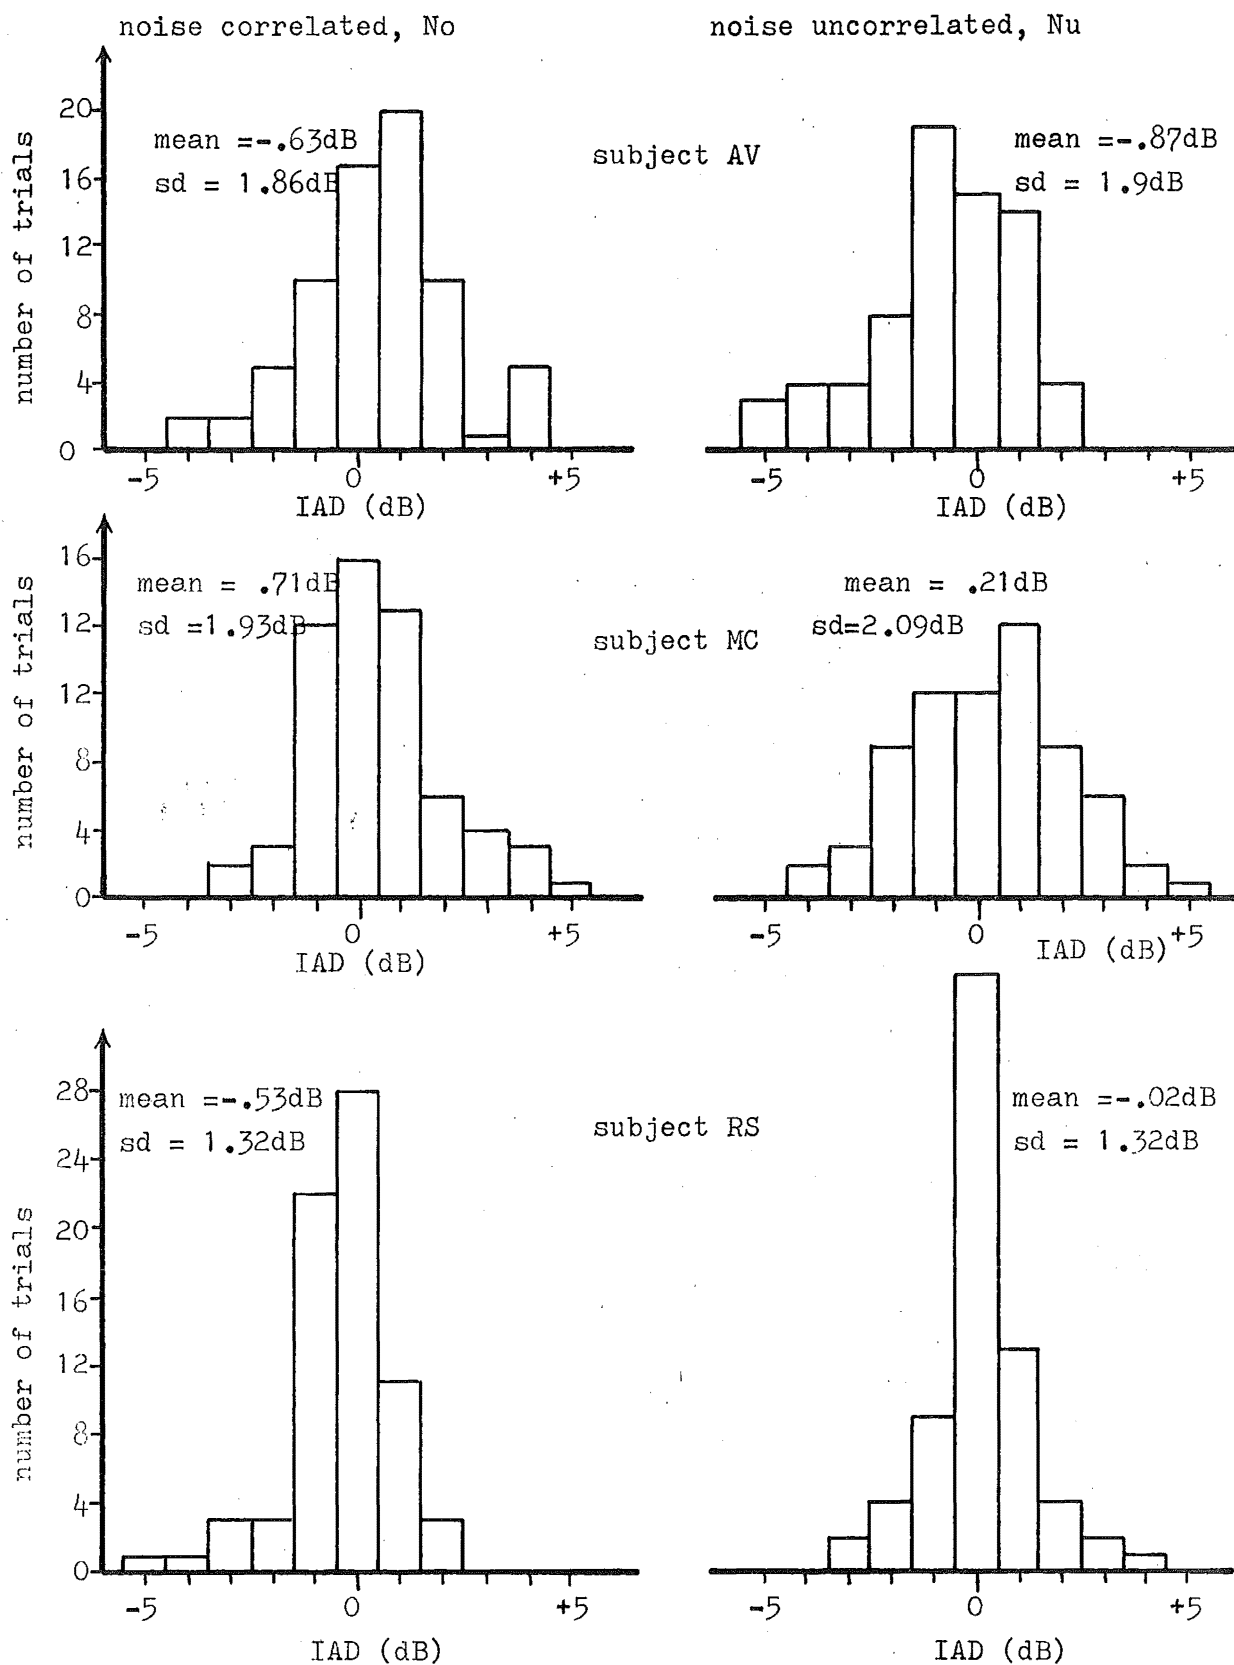 noise correlated, No
noise uncorrelated, Nu
number of trials
20
16
12
8
4
0
mean =-.63dB
sd = 1.86dB
subject AV
mean =-.87dB
sd = 1.9dB
-5 0 +5
IAD (dB)
-5 0 +5
IAD (dB)
number of trials
16
12
12
8
4
0
mean = .71dB
sd =1.93dB
subject MC
mean = .21dB
sd=2.09dB
-5 0 +5
IAD (dB)
-5 0 +5
IAD (dB)
number of trials
28
24
20
16
12
8
4
0
mean =-.53dB
sd = 1.32dB
subject RS
mean =-.02dB
sd = 1.32dB
-5 0 +5
IAD (dB)
-5 0 +5
IAD (dB)